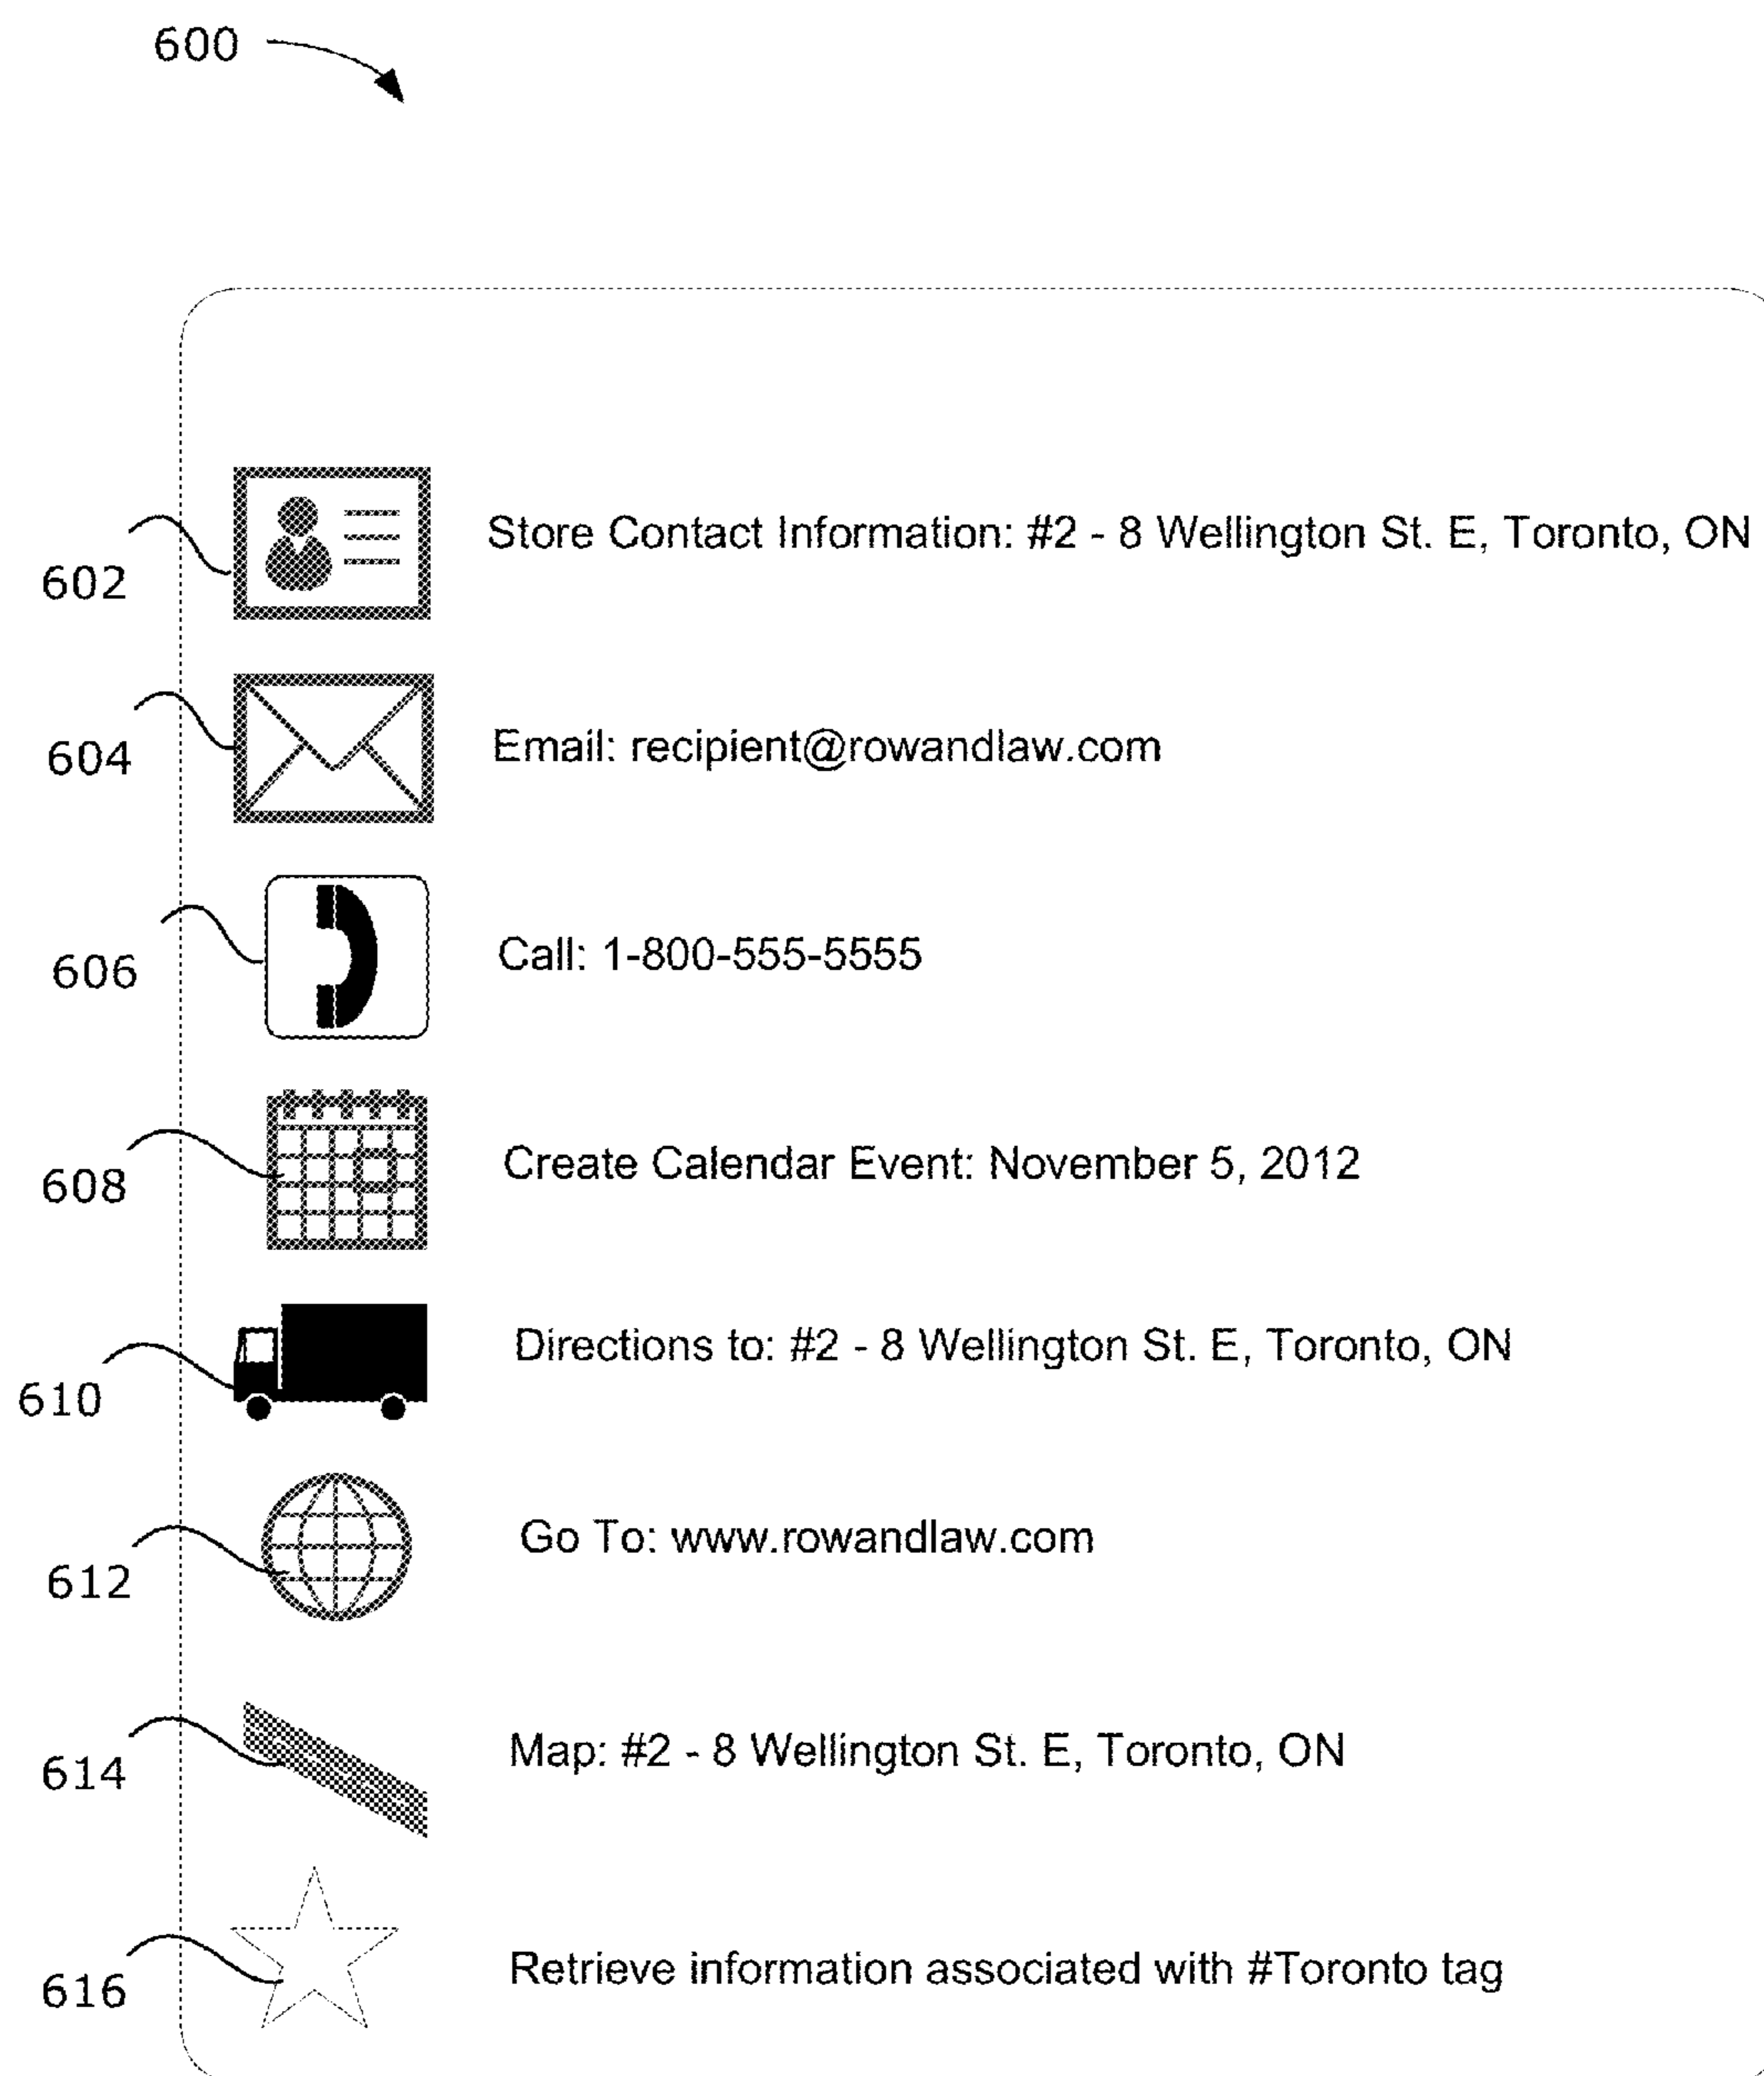 600
602 Store Contact Information: #2 - 8 Wellington St. E, Toronto, ON
604 Email: recipient@rowandlaw.com
606 Call: 1-800-555-5555
608 Create Calendar Event: November 5, 2012
610 Directions to: #2 - 8 Wellington St. E, Toronto, ON
612 Go To: www.rowandlaw.com
614 Map: #2 - 8 Wellington St. E, Toronto, ON
616 Retrieve information associated with #Toronto tag